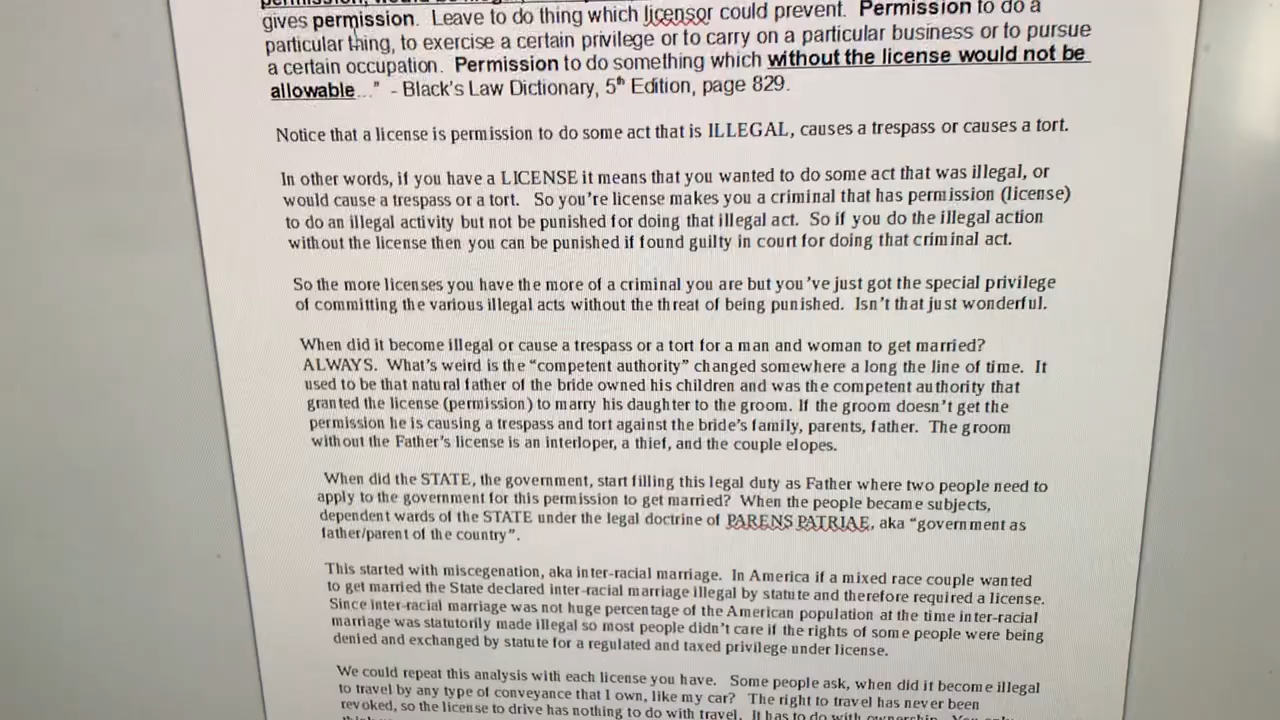 gives permission. Leave to do thing which licensor could prevent. Permission to do a
particular thing, to exercise a certain privilege or to carry on a particular business or to pursue
a certain occupation. Permission to do something which without the license would not be
allowable..." - Black's Law Dictionary, 5th Edition, page 829.
Notice that a license is permission to do some act that is ILLEGAL, causes a trespass or causes a tort.
In other words, if you have a LICENSE it means that you wanted to do some act that was illegal, or
would cause a trespass or a tort. So you're license makes you a criminal that has permission (license)
to do an illegal activity but not be punished for doing that illegal act. So if you do the illegal action
without the license then you can be punished if found guilty in court for doing that criminal act.
So the more licenses you have the more of a criminal you are but you've just got the special privilege
of committing the various illegal acts without the threat of being punished. Isn't that just wonderful.
When did it become illegal or cause a trespass or a tort for a man and woman to get married?
ALWAYS. What's weird is the "competent authority" changed somewhere a long the line of time. It
used to be that natural father of the bride owned his children and was the competent authority that
granted the license (permission) to marry his daughter to the groom. If the groom doesn't get the
permission he is causing a trespass and tort against the bride's family, parents, father. The groom
without the Father's license is an interloper, a thief, and the couple elopes.
When did the STATE, the government, start filling this legal duty as Father where two people need to
apply to the government for this permission to get married? When the people became subjects,
dependent wards of the STATE under the legal doctrine of PARENS PATRIAE, aka "government as
father/parent of the country".
This started with miscegenation, aka inter-racial marriage. In America if a mixed race couple wanted
to get married the State declared inter-racial marriage illegal by statute and therefore required a license.
Since inter-racial marriage was not huge percentage of the American population at the time inter-racial
marriage was statutorily made illegal so most people didn't care if the rights of some people were being
denied and exchanged by statute for a regulated and taxed privilege under license.
We could repeat this analysis with each license you have. Some people ask, when did it become illegal
to travel by any type of conveyance that I own, like my car? The right to travel has never been
revoked, so the license to drive has nothing to do with travel. It has to do with ownership. You only